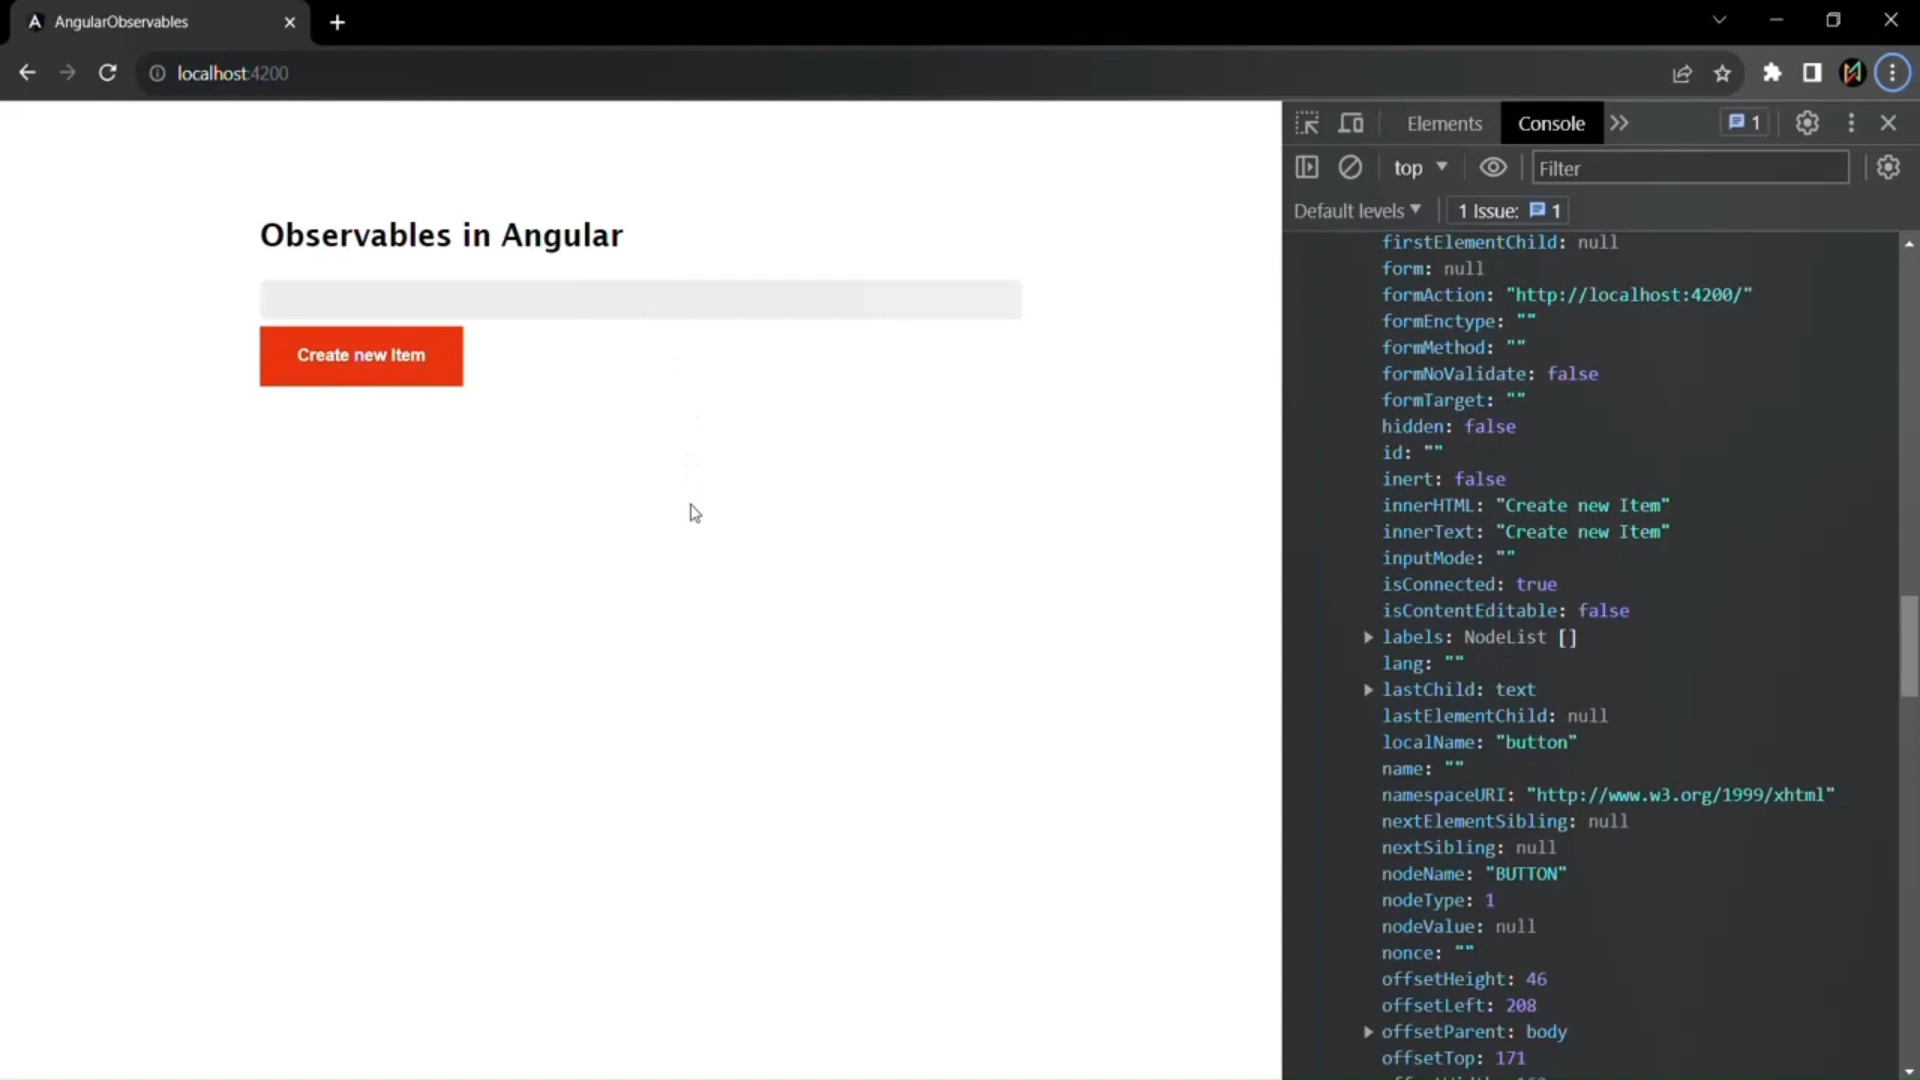 AngularObservables
localhost:4200
Observables in Angular
Create new Item
Elements
Console
1
top
Filter
Default levels
1 Issue: 1
firstElementChild: null
form: null
formAction: "http://localhost:4200/"
formEnctype: ""
formMethod: ""
formNoValidate: false
formTarget: ""
hidden: false
id: ""
inert: false
innerHTML: "Create new Item"
innerText: "Create new Item"
inputMode: ""
isConnected: true
isContentEditable: false
labels: NodeList []
lang: ""
lastChild: text
lastElementChild: null
localName: "button"
name: ""
namespaceURI: "http://www.w3.org/1999/xhtml"
nextElementSibling: null
nextSibling: null
nodeName: "BUTTON"
nodeType: 1
nodeValue: null
nonce: ""
offsetHeight: 46
offsetLeft: 208
offsetParent: body
offsetTop: 171